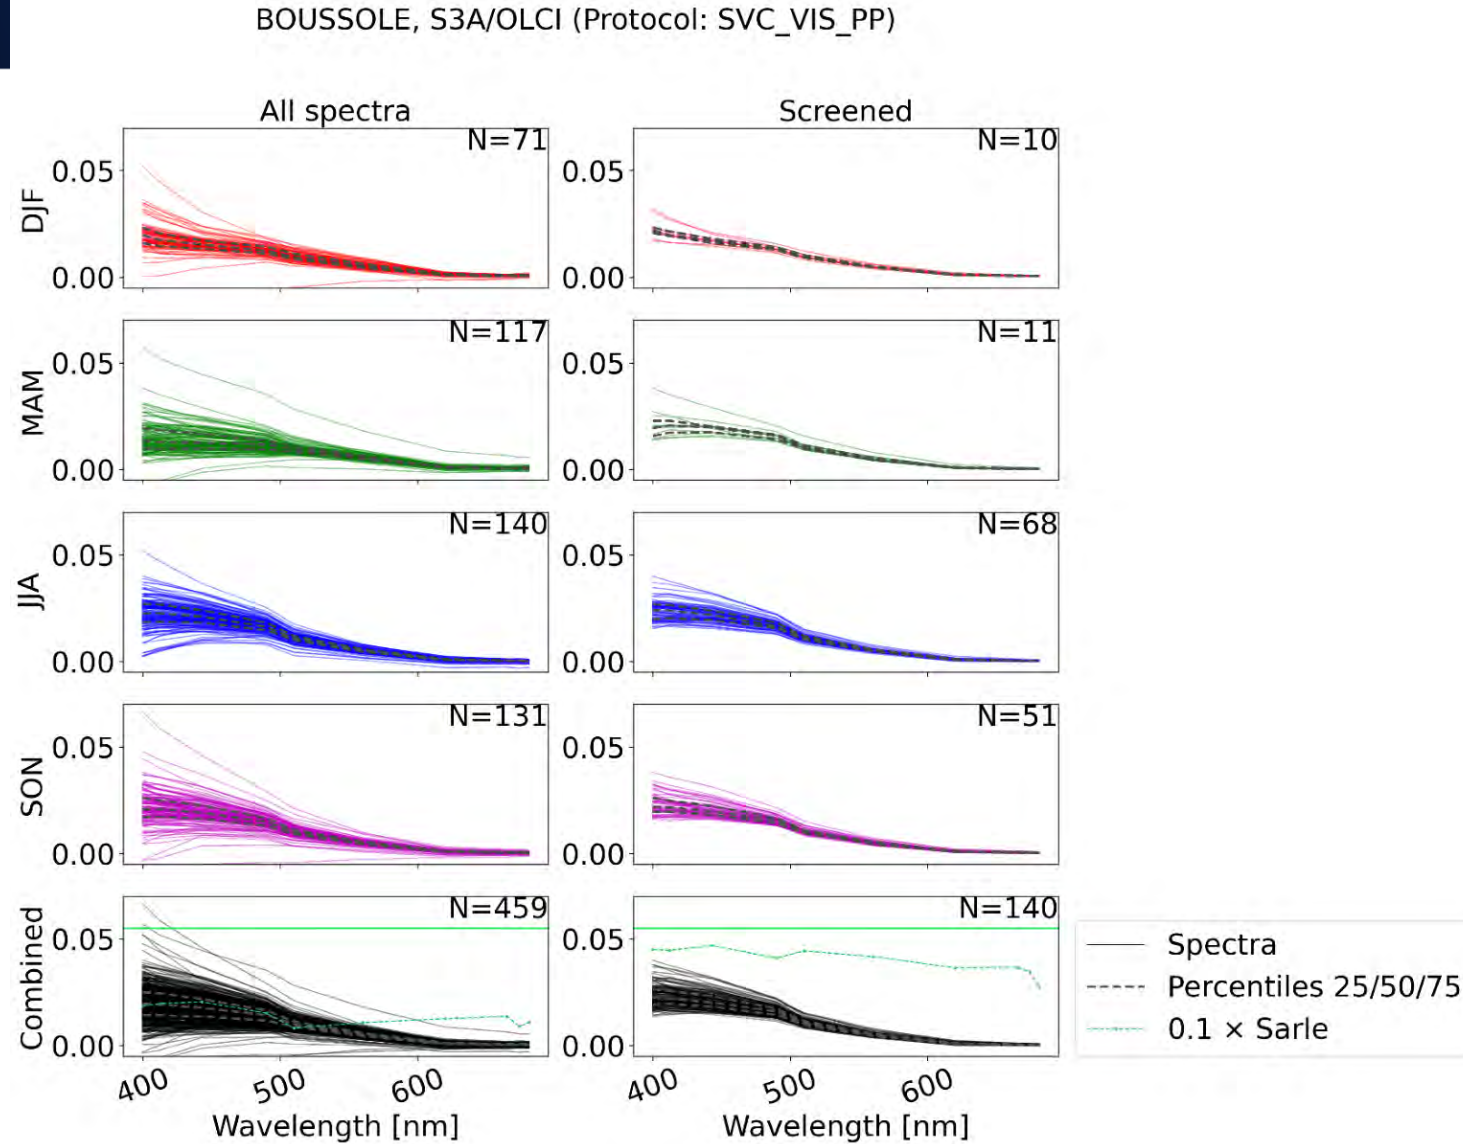 BOUSSOLE, S3A/OLCI (Protocol: SVC_VIS_PP)
All spectra
Screened
DJF
0.05
0.00
N=71
0.05
0.00
N=10
MAM
0.05
0.00
N=117
0.05
0.00
N=11
JJA
0.05
0.00
N=140
0.05
0.00
N=68
SON
0.05
0.00
N=131
0.05
0.00
N=51
Combined
0.05
0.00
N=459
0.05
0.00
N=140
Spectra
Percentiles 25/50/75
0.1 × Sarle
400
500
600
400
500
600
Wavelength [nm]
Wavelength [nm]